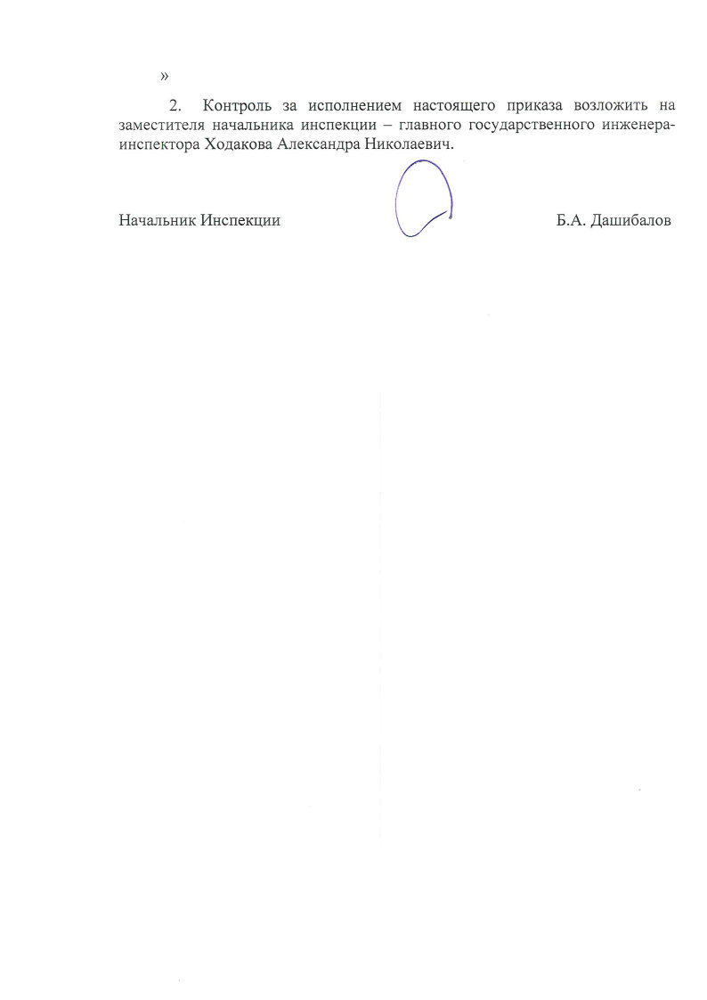 »
2. Контроль за исполнением настоящего приказа возложить на
заместителя начальника инспекции – главного государственного инженера-
инспектора Ходакова Александра Николаевич.
Начальник Инспекции Б.А. Дашибалов